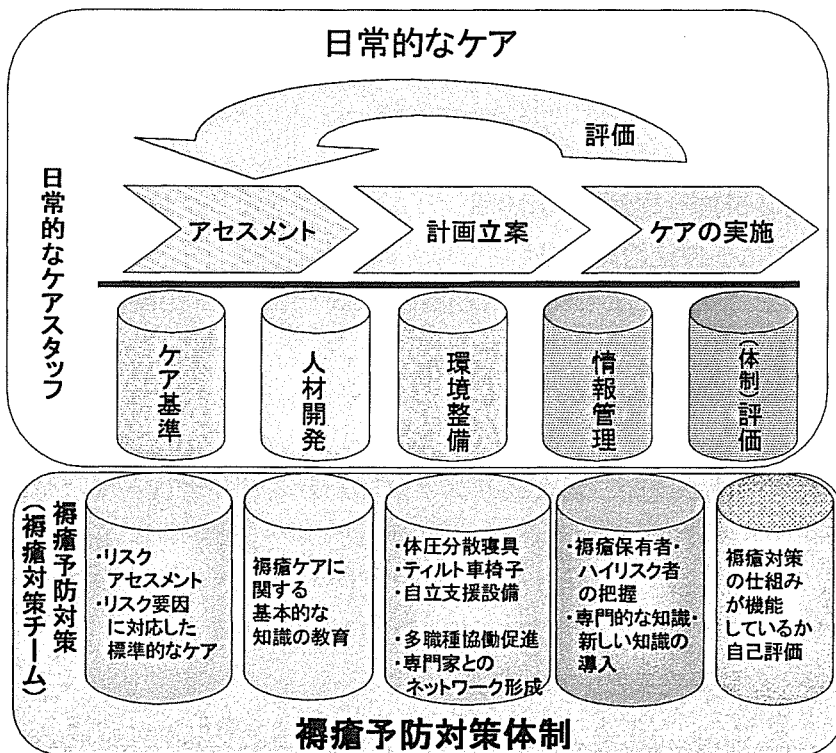 日常的なケア
評価
日常的なケアスタッフ
アセスメント
計画立案
ケアの実施
ケア基準
人材開発
環境整備
情報管理
(体制)評価
褥瘡予防対策
(褥瘡対策チーム)
・リスク
アセスメント
・リスク要因
に対応した
標準的なケア
褥瘡ケアに
関する
基本的な
知識の教育
・体圧分散寝具
・ティルト車椅子
・自立支援設備
・多職種協働促進
・専門家との
ネットワーク形成
・褥瘡保有者・
ハイリスク者
の把握
・専門的な知識・
新しい知識の
導入
褥瘡対策
の仕組み
が機能
しているか
自己評価
褥瘡予防対策体制